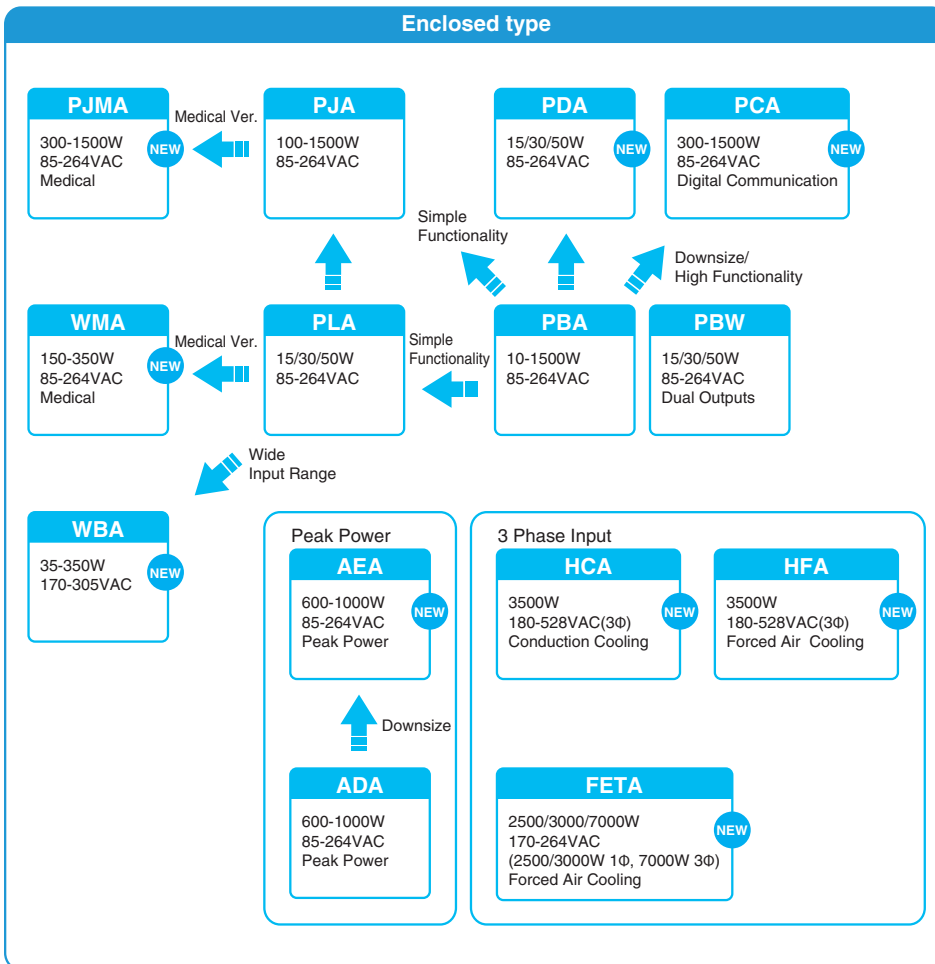 Enclosed type
PJMA
300-1500W
85-264VAC
Medical
NEW
Medical Ver.
PJA
100-1500W
85-264VAC
PDA
15/30/50W
85-264VAC
NEW
PCA
300-1500W
85-264VAC
Digital Communication
NEW
Simple
Functionality
Downsize/
High Functionality
WMA
150-350W
85-264VAC
Medical
NEW
Medical Ver.
PLA
15/30/50W
85-264VAC
Simple
Functionality
PBA
10-1500W
85-264VAC
PBW
15/30/50W
85-264VAC
Dual Outputs
Wide
Input Range
WBA
35-350W
170-305VAC
NEW
Peak Power
AEA
600-1000W
85-264VAC
Peak Power
NEW
Downsize
ADA
600-1000W
85-264VAC
Peak Power
3 Phase Input
HCA
3500W
180-528VAC(3Φ)
Conduction Cooling
NEW
HFA
3500W
180-528VAC(3Φ)
Forced Air Cooling
NEW
FETA
2500/3000/7000W
170-264VAC
(2500/3000W 1Φ, 7000W 3Φ)
Forced Air Cooling
NEW